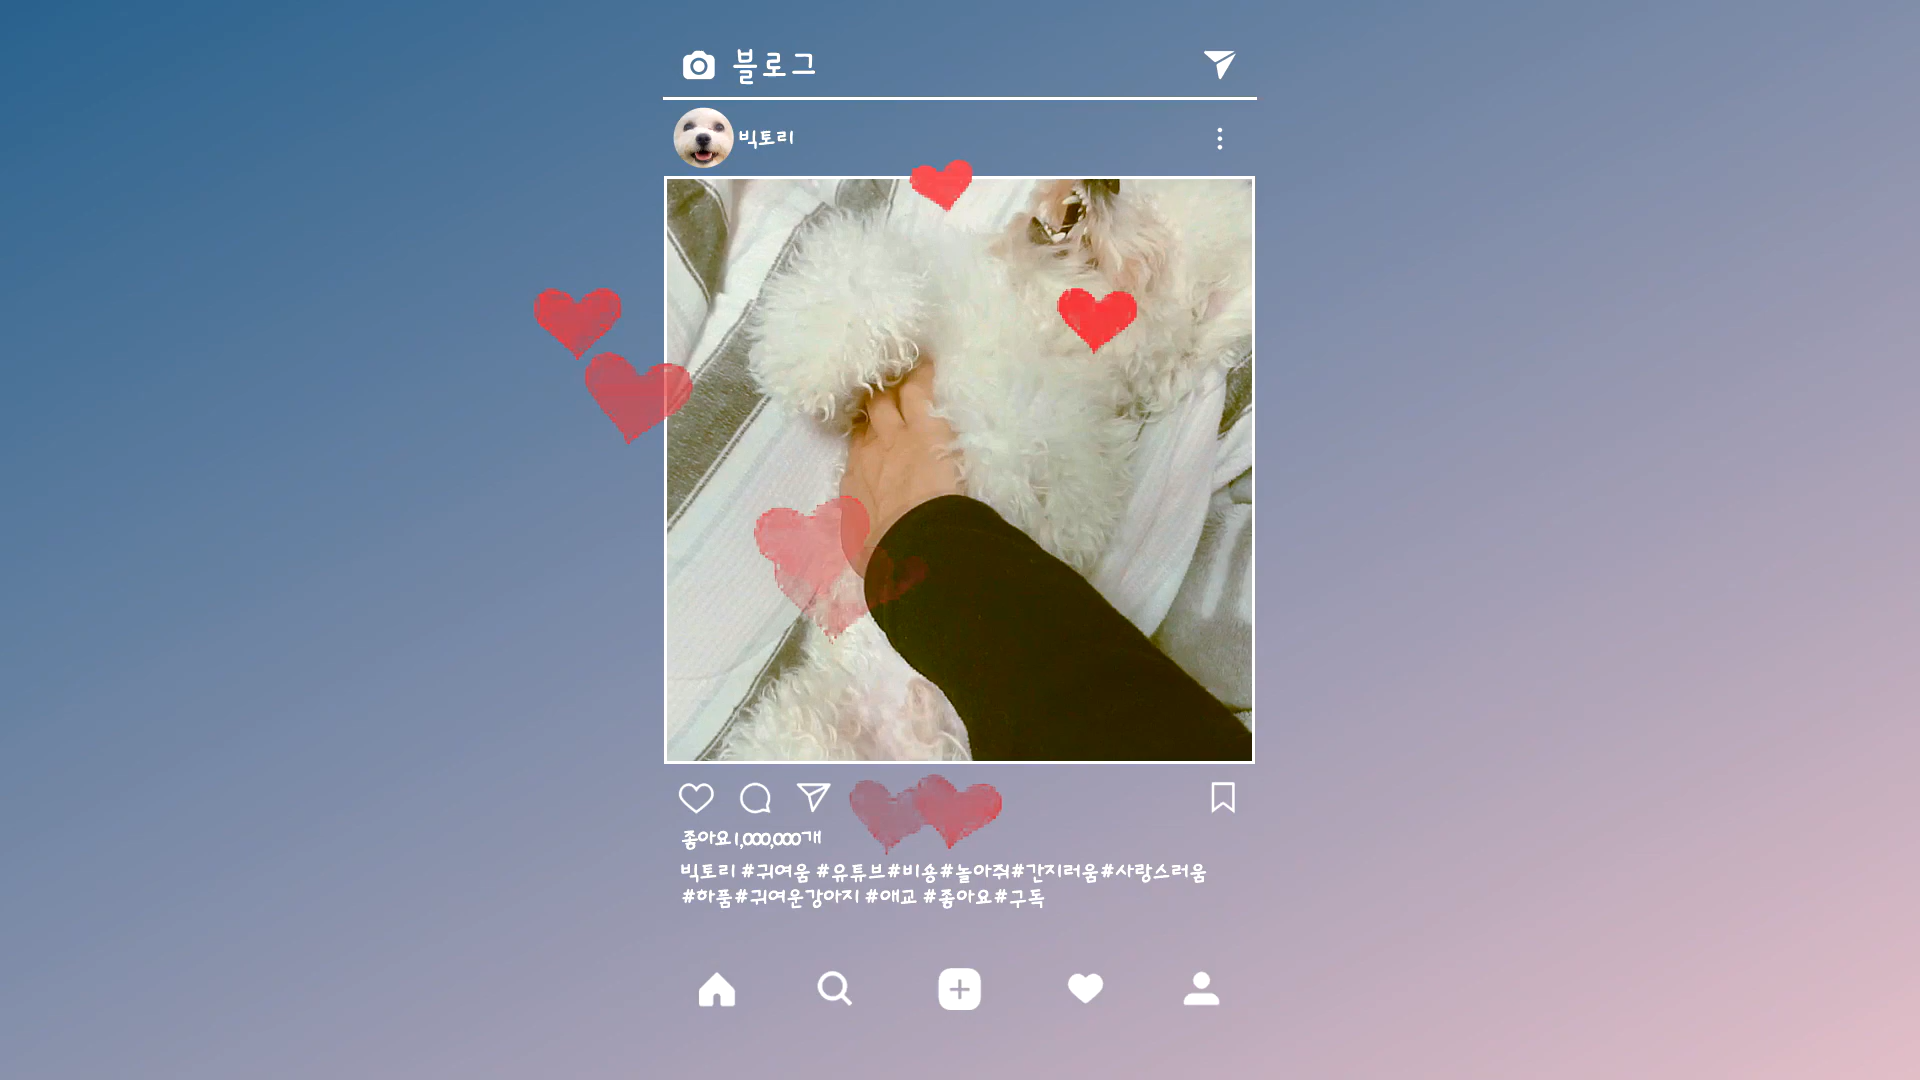 블로그
빅토리
좋아요 1,000,000개
빅토리 #귀여움 #유튜브#비숑#놀아줘#간지러움#사랑스러움
#하품#귀여운강아지 #애교 #좋아요#구독